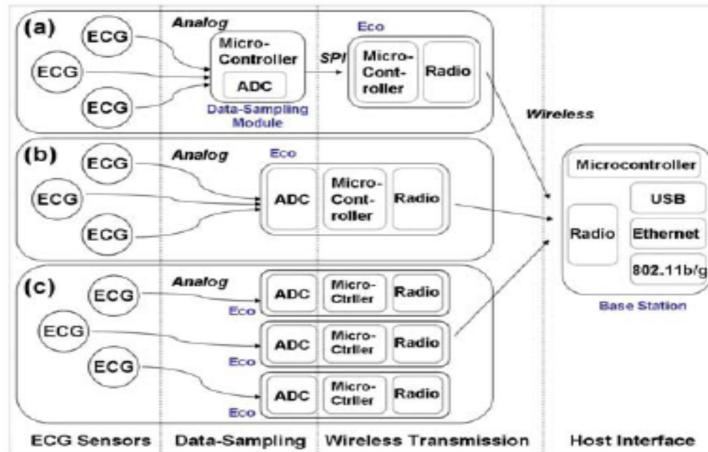 (a)
ECG
ECG
ECG
Analog
Micro-
Controller
ADC
Data-Sampling
Module
SPI
Eco
Micro-
Cont-
roller
Radio
Wireless
(b)
ECG
ECG
ECG
Analog
Eco
ADC
Micro-
Cont-
roller
Radio
(c)
ECG
ECG
ECG
Analog
Eco
ADC
Micro-
Ctrller
Radio
Eco
ADC
Micro-
Ctrller
Radio
Eco
ADC
Micro-
Ctrller
Radio
Microcontroller
Radio
USB
Ethernet
802.11b/g
Base Station
ECG Sensors
Data-Sampling
Wireless Transmission
Host Interface